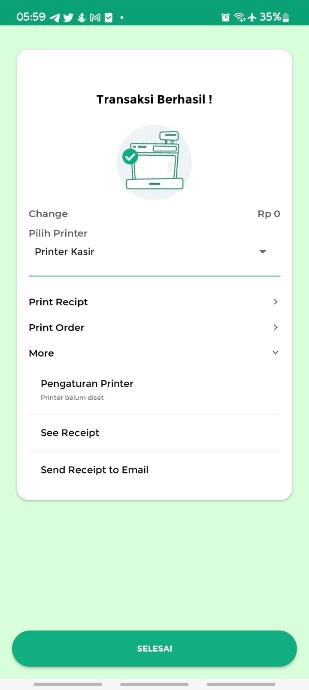 05:59
35%
Transaksi Berhasil !
Change Rp 0
Pilih Printer
Printer Kasir
Print Recipt
Print Order
More
Pengaturan Printer
Printer belum diset
See Receipt
Send Receipt to Email
SELESAI